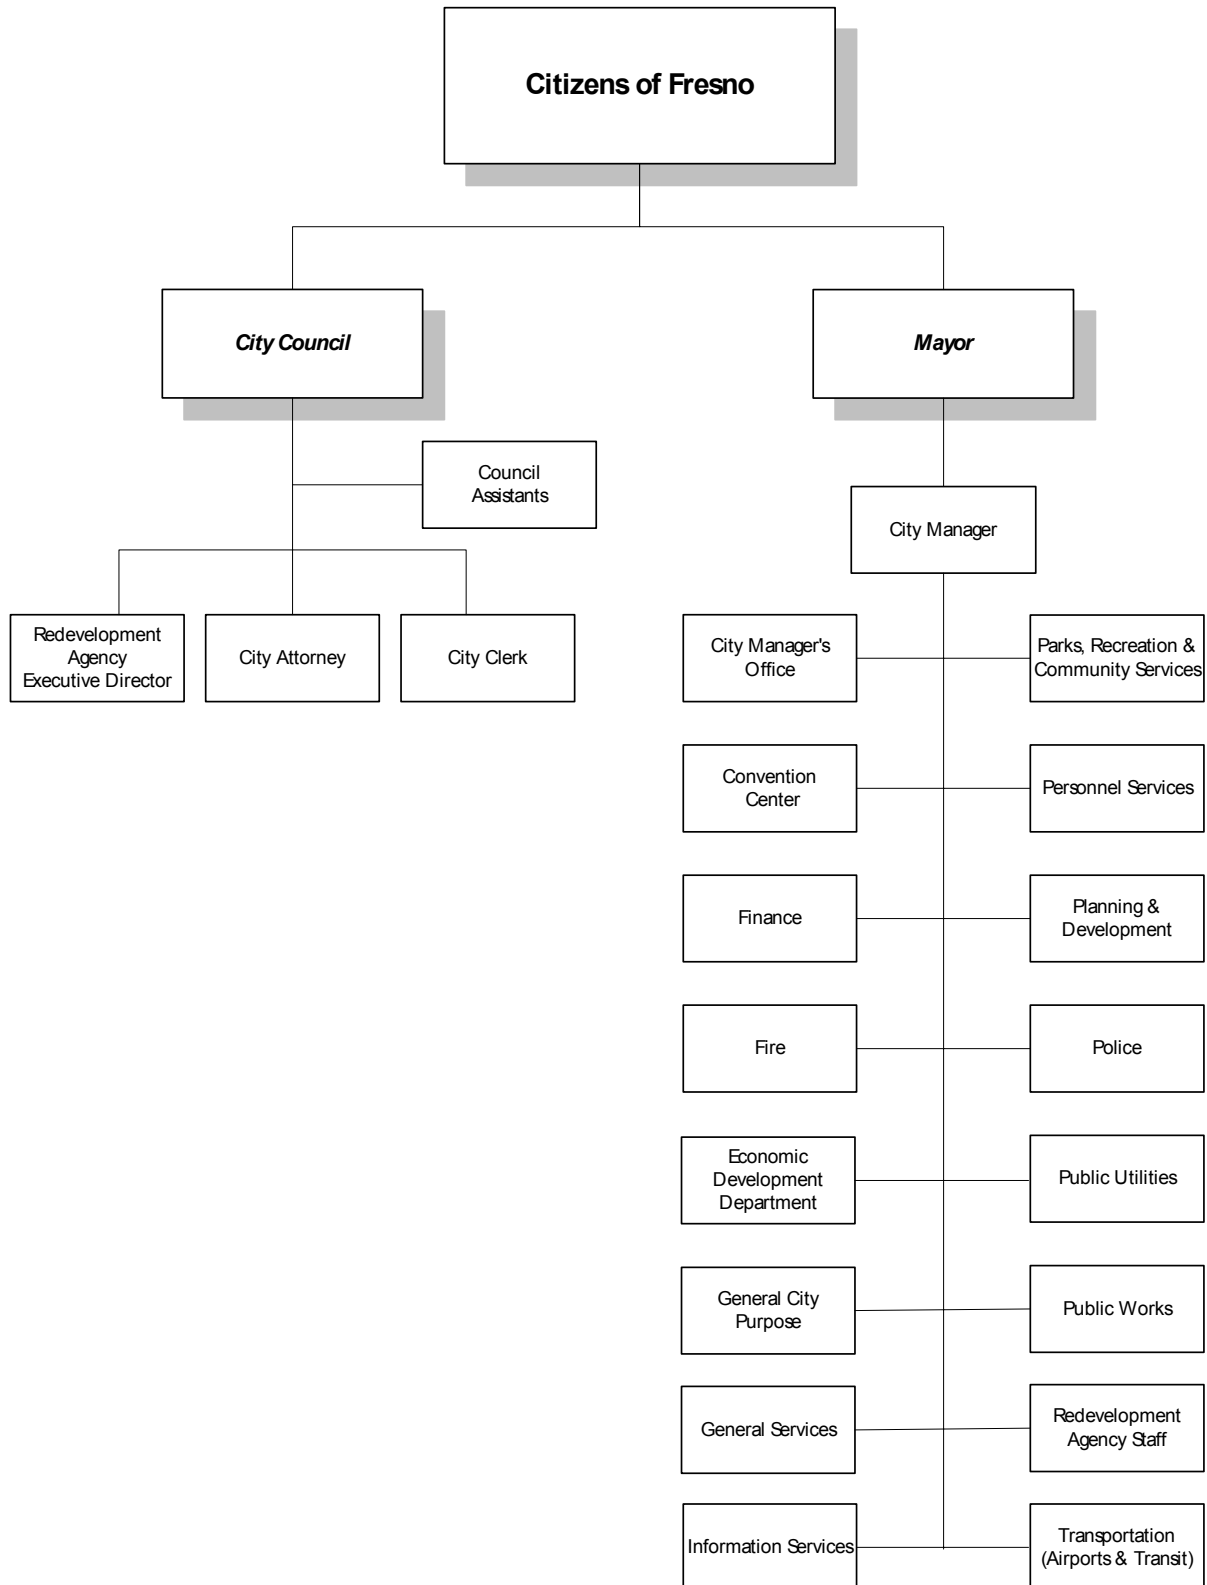 Citizens of Fresno
City Council
Mayor
Council
Assistants
City Manager
Redevelopment
Agency
Executive Director
City Attorney
City Clerk
City Manager's
Office
Parks, Recreation &
Community Services
Convention
Center
Personnel Services
Finance
Planning &
Development
Fire
Police
Economic
Development
Department
Public Utilities
General City
Purpose
Public Works
General Services
Redevelopment
Agency Staff
Information Services
Transportation
(Airports & Transit)